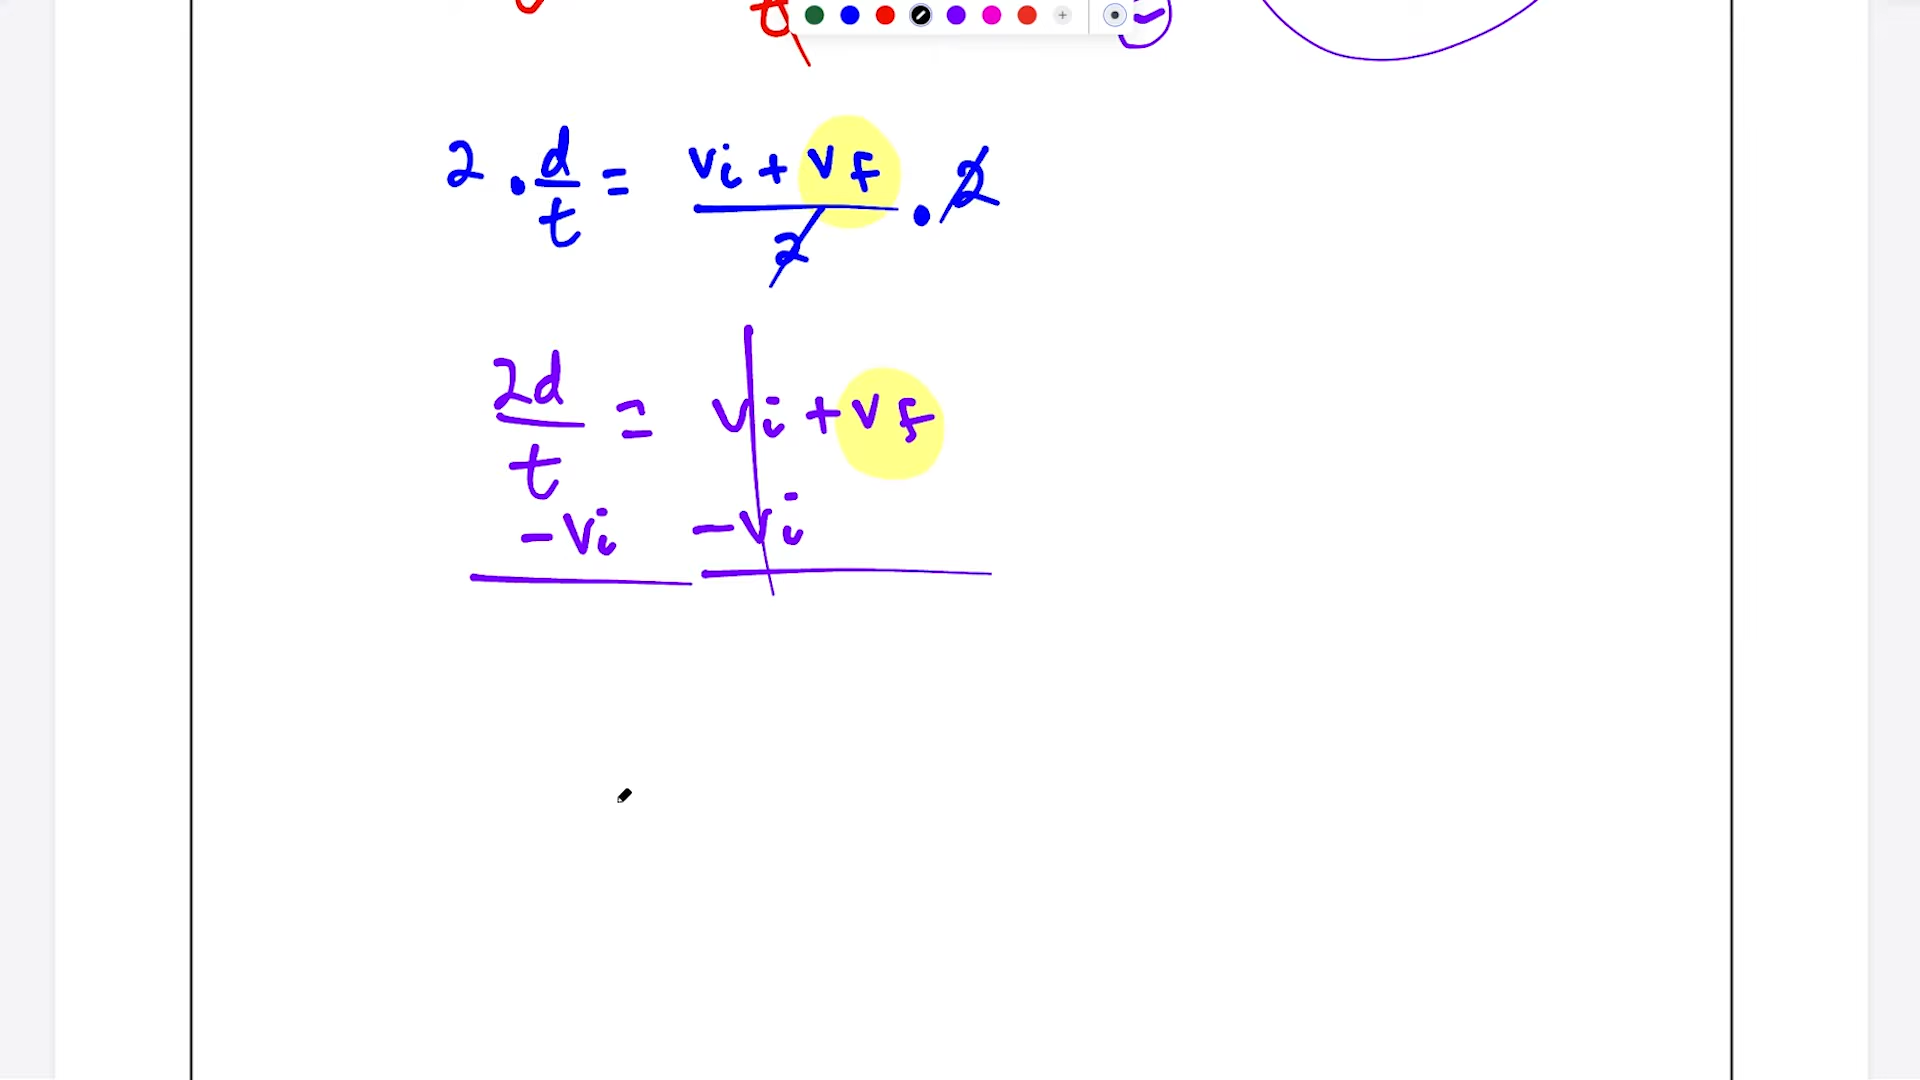 2 · d/t = (vi + vf)/2 · 2
2d/t = vi + vf
-vi -vi